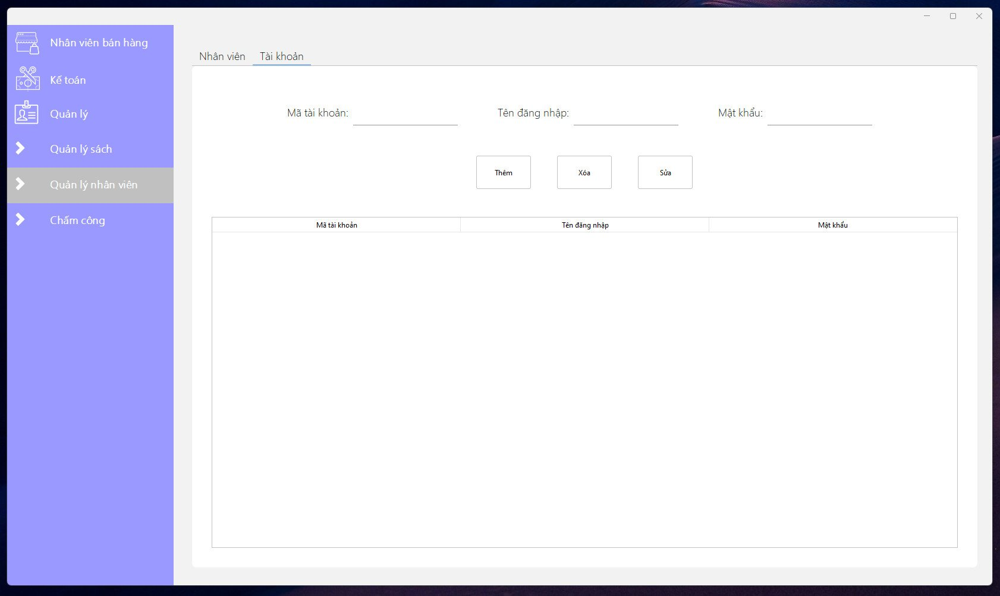 Nhân viên bán hàng
Kế toán
Quản lý
Quản lý sách
Quản lý nhân viên
Chấm công
Nhân viên Tài khoản
Mã tài khoản: Tên đăng nhập: Mật khẩu:
Thêm Xóa Sửa
Mã tài khoản Tên đăng nhập Mật khẩu